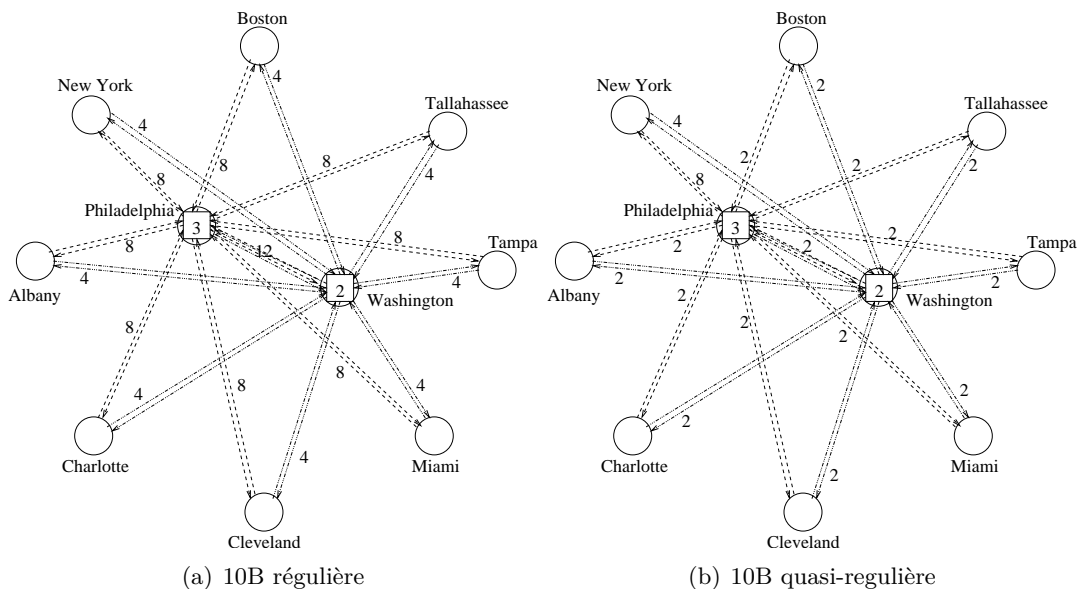 Boston
4
New York
4
Tallahassee
8
8
4
8
Philadelphia
3
8
12
8
Tampa
4
2
4
Albany
Washington
8
8
4
8
4
Charlotte
4
Miami
Cleveland
(a) 10B régulière
Boston
2
New York
4
Tallahassee
2
2
2
8
Philadelphia
3
2
2
2
Tampa
2
2
2
Albany
Washington
2
2
2
2
2
Charlotte
2
Miami
Cleveland
(b) 10B quasi-regulière